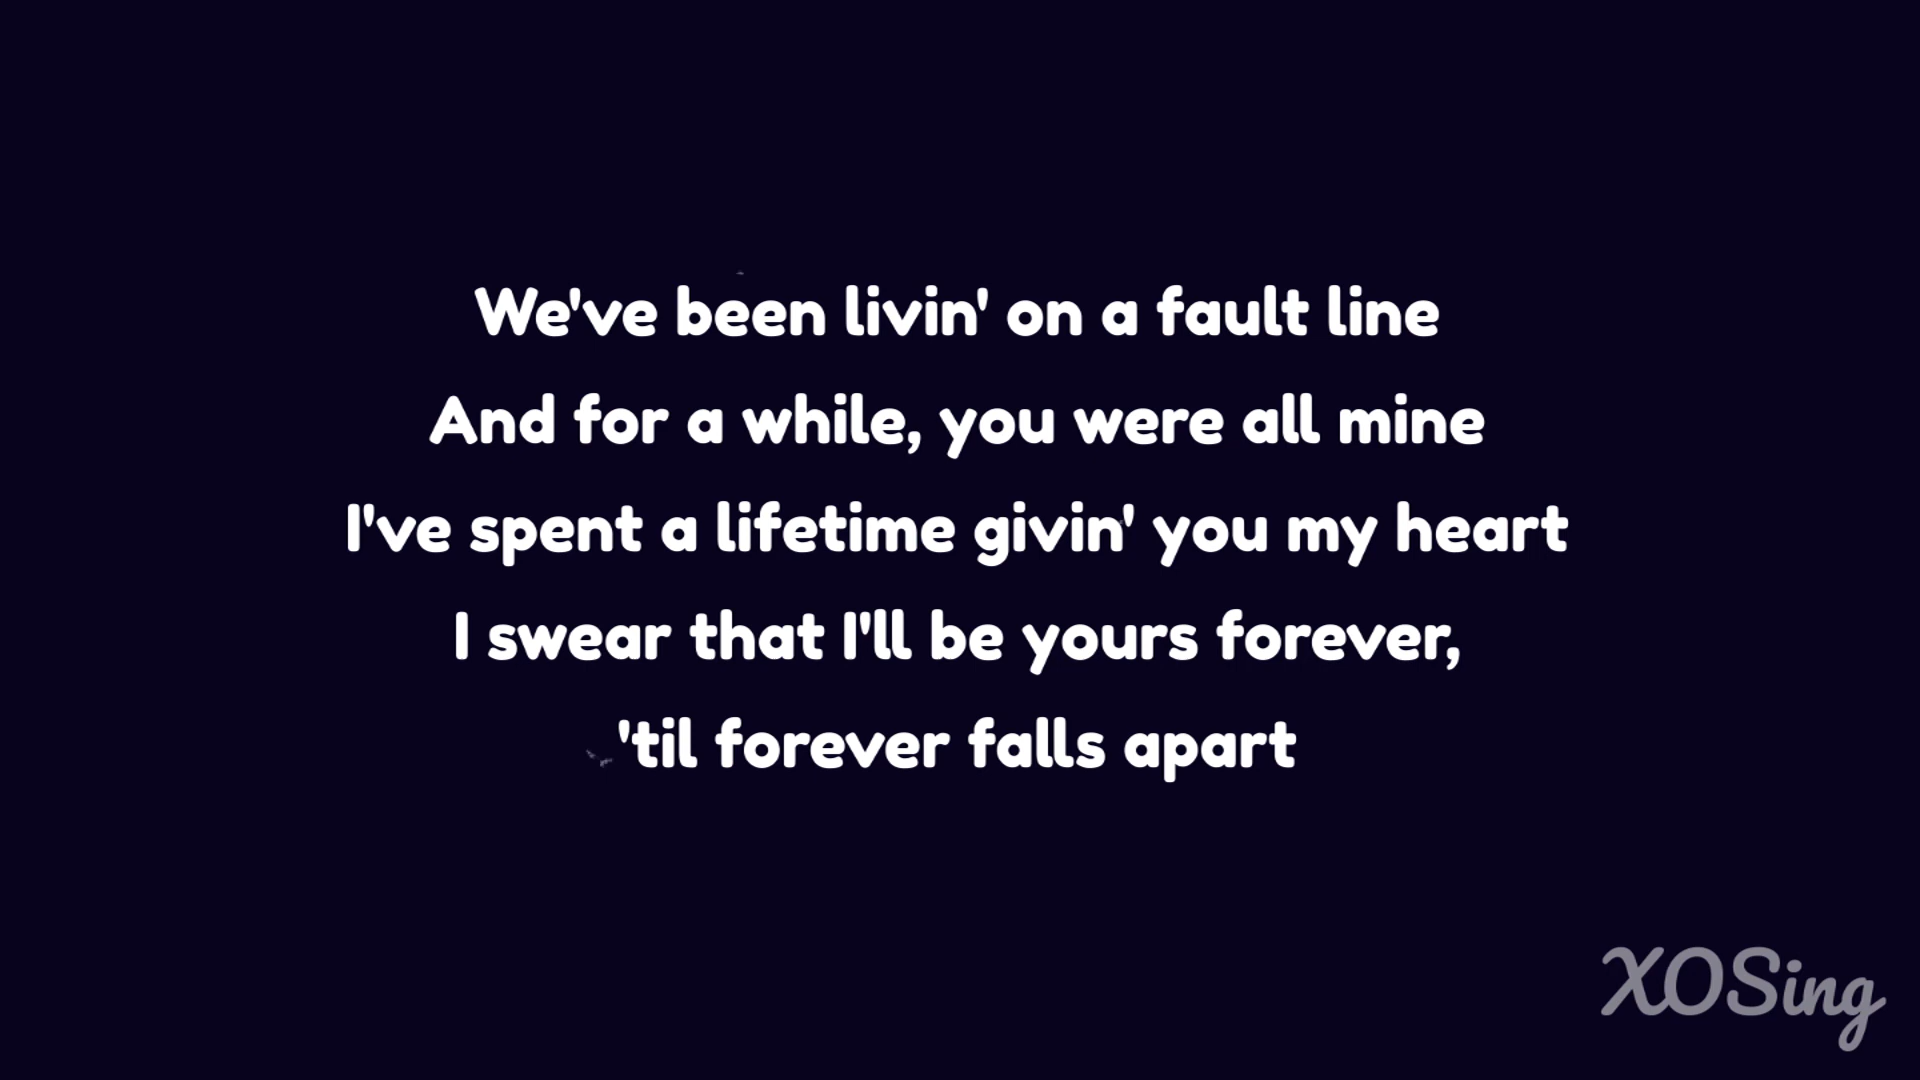 We've been livin' on a fault line
And for a while, you were all mine
I've spent a lifetime givin' you my heart
I swear that I'll be yours forever,
'til forever falls apart
XOSing